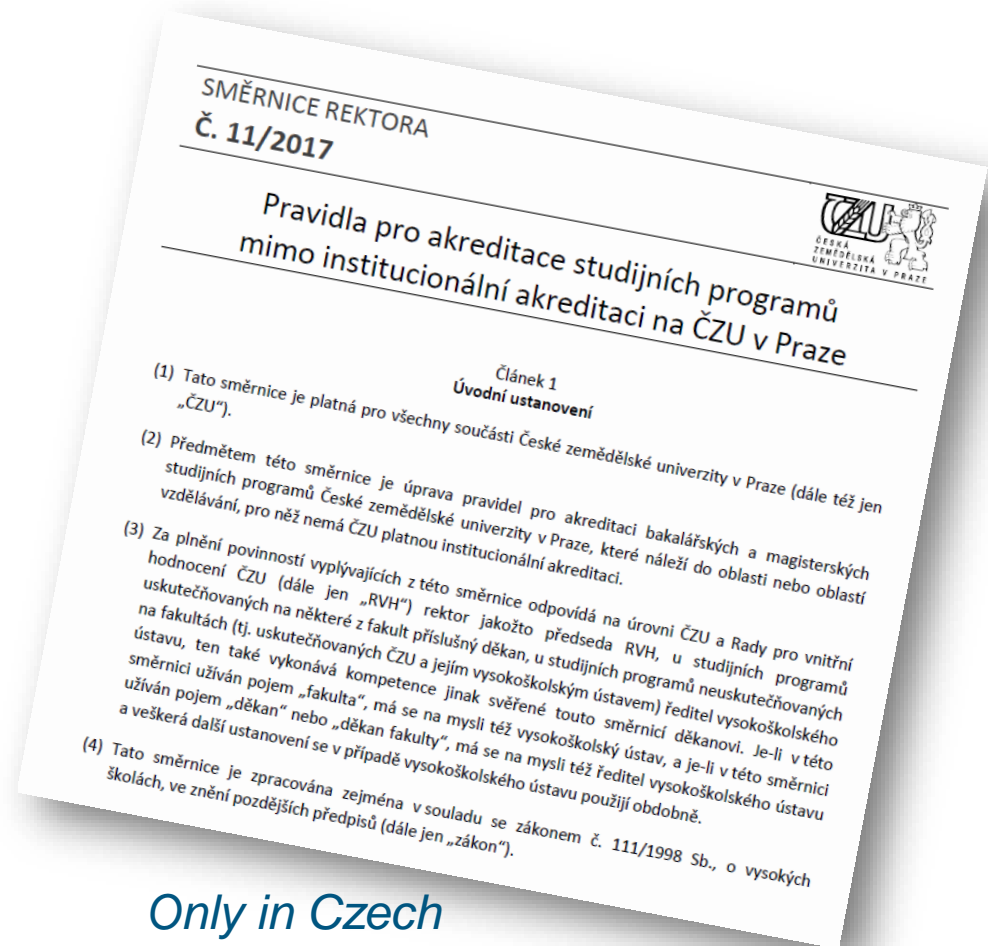 SMĚRNICE REKTORA
Č. 11/2017
ČZU
ČESKÁ
ZEMĚDĚLSKÁ
UNIVERZITA V PRAZE
Pravidla pro akreditace studijních programů
mimo institucionální akreditaci na ČZU v Praze
Článek 1
Úvodní ustanovení
(1) Tato směrnice je platná pro všechny součásti České zemědělské univerzity v Praze (dále též jen
„ČZU“).
(2) Předmětem této směrnice je úprava pravidel pro akreditaci bakalářských a magisterských
studijních programů České zemědělské univerzity v Praze, které náleží do oblasti nebo oblastí
vzdělávání, pro něž nemá ČZU platnou institucionální akreditaci.
(3) Za plnění povinností vyplývajících z této směrnice odpovídá na úrovni ČZU a Rady pro vnitřní
hodnocení ČZU (dále jen „RVH“) rektor jakožto předseda RVH, u studijních programů
uskutečňovaných na některé z fakult příslušný děkan, u studijních programů neuskutečňovaných
na fakultách (tj. uskutečňovaných ČZU a jejím vysokoškolským ústavem) ředitel vysokoškolského
ústavu, ten také vykonává kompetence jinak svěřené touto směrnicí děkanovi. Je-li v této
směrnici užíván pojem „fakulta“, má se na mysli též vysokoškolský ústav, a je-li v této směrnici
užíván pojem „děkan“ nebo „děkan fakulty“, má se na mysli též ředitel vysokoškolského ústavu
a veškerá další ustanovení se v případě vysokoškolského ústavu použijí obdobně.
(4) Tato směrnice je zpracována zejména v souladu se zákonem č. 111/1998 Sb., o vysokých
školách, ve znění pozdějších předpisů (dále jen „zákon“).
Only in Czech